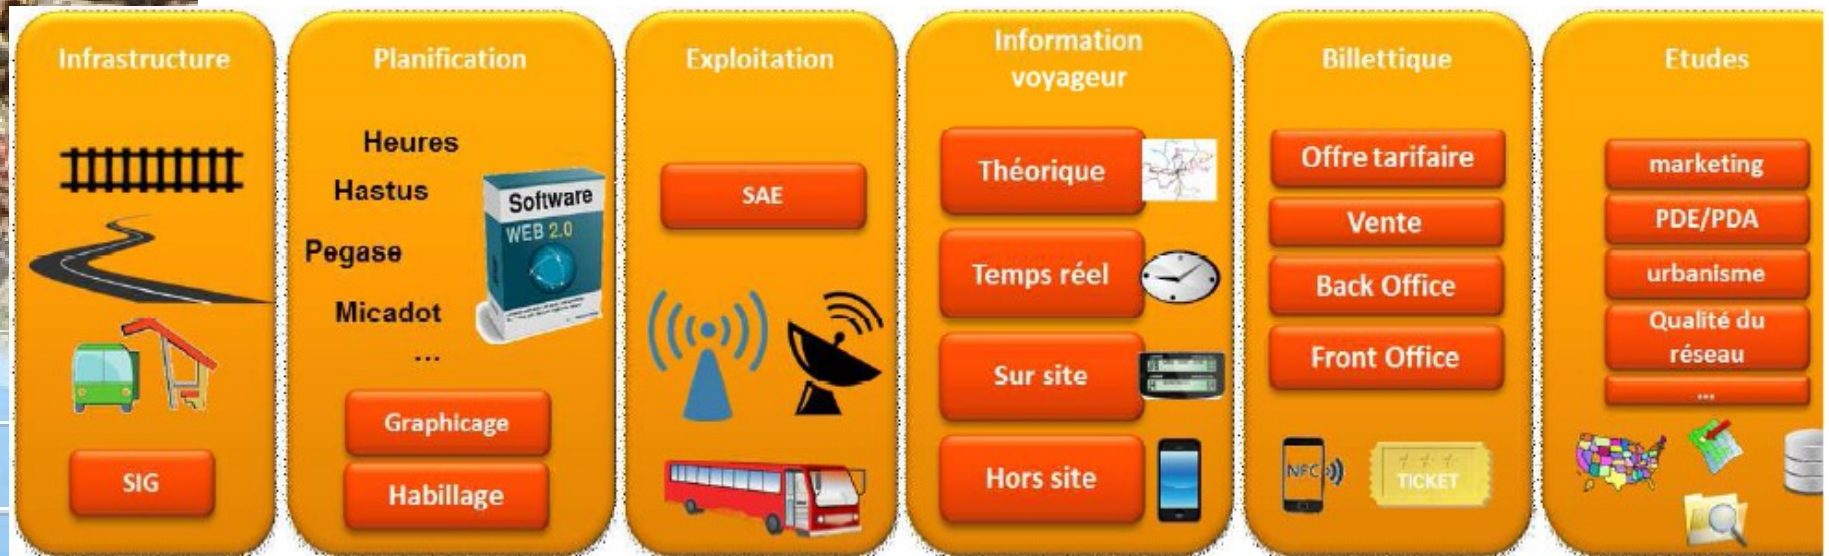 Infrastructure
SIG
Planification
Heures
Hastus
Pegase
Micadot
...
Software
WEB 2.0
Graphicage
Habillage
Exploitation
SAE
Information
voyageur
Théorique
Temps réel
Sur site
Hors site
Billettique
Offre tarifaire
Vente
Back Office
Front Office
NFC
TICKET
Etudes
marketing
PDE/PDA
urbanisme
Qualité du
réseau
...